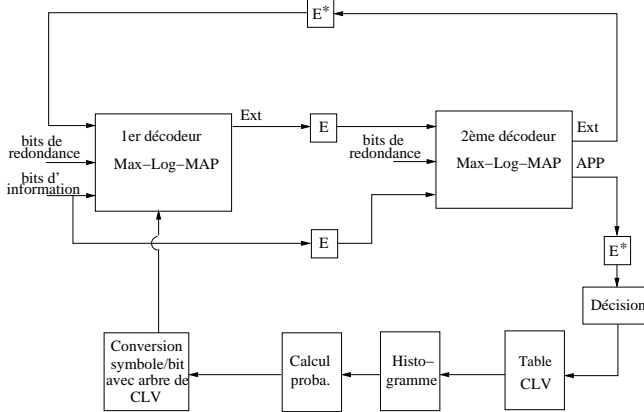 E*
1er décodeur
Max–Log–MAP
Ext
E
bits de
redondance
bits d'
information
bits de
redondance
2ème décodeur
Max–Log–MAP
Ext
APP
E
E*
Décision
Conversion
symbole/bit
avec arbre de
CLV
Calcul
proba.
Histo–
gramme
Table
CLV